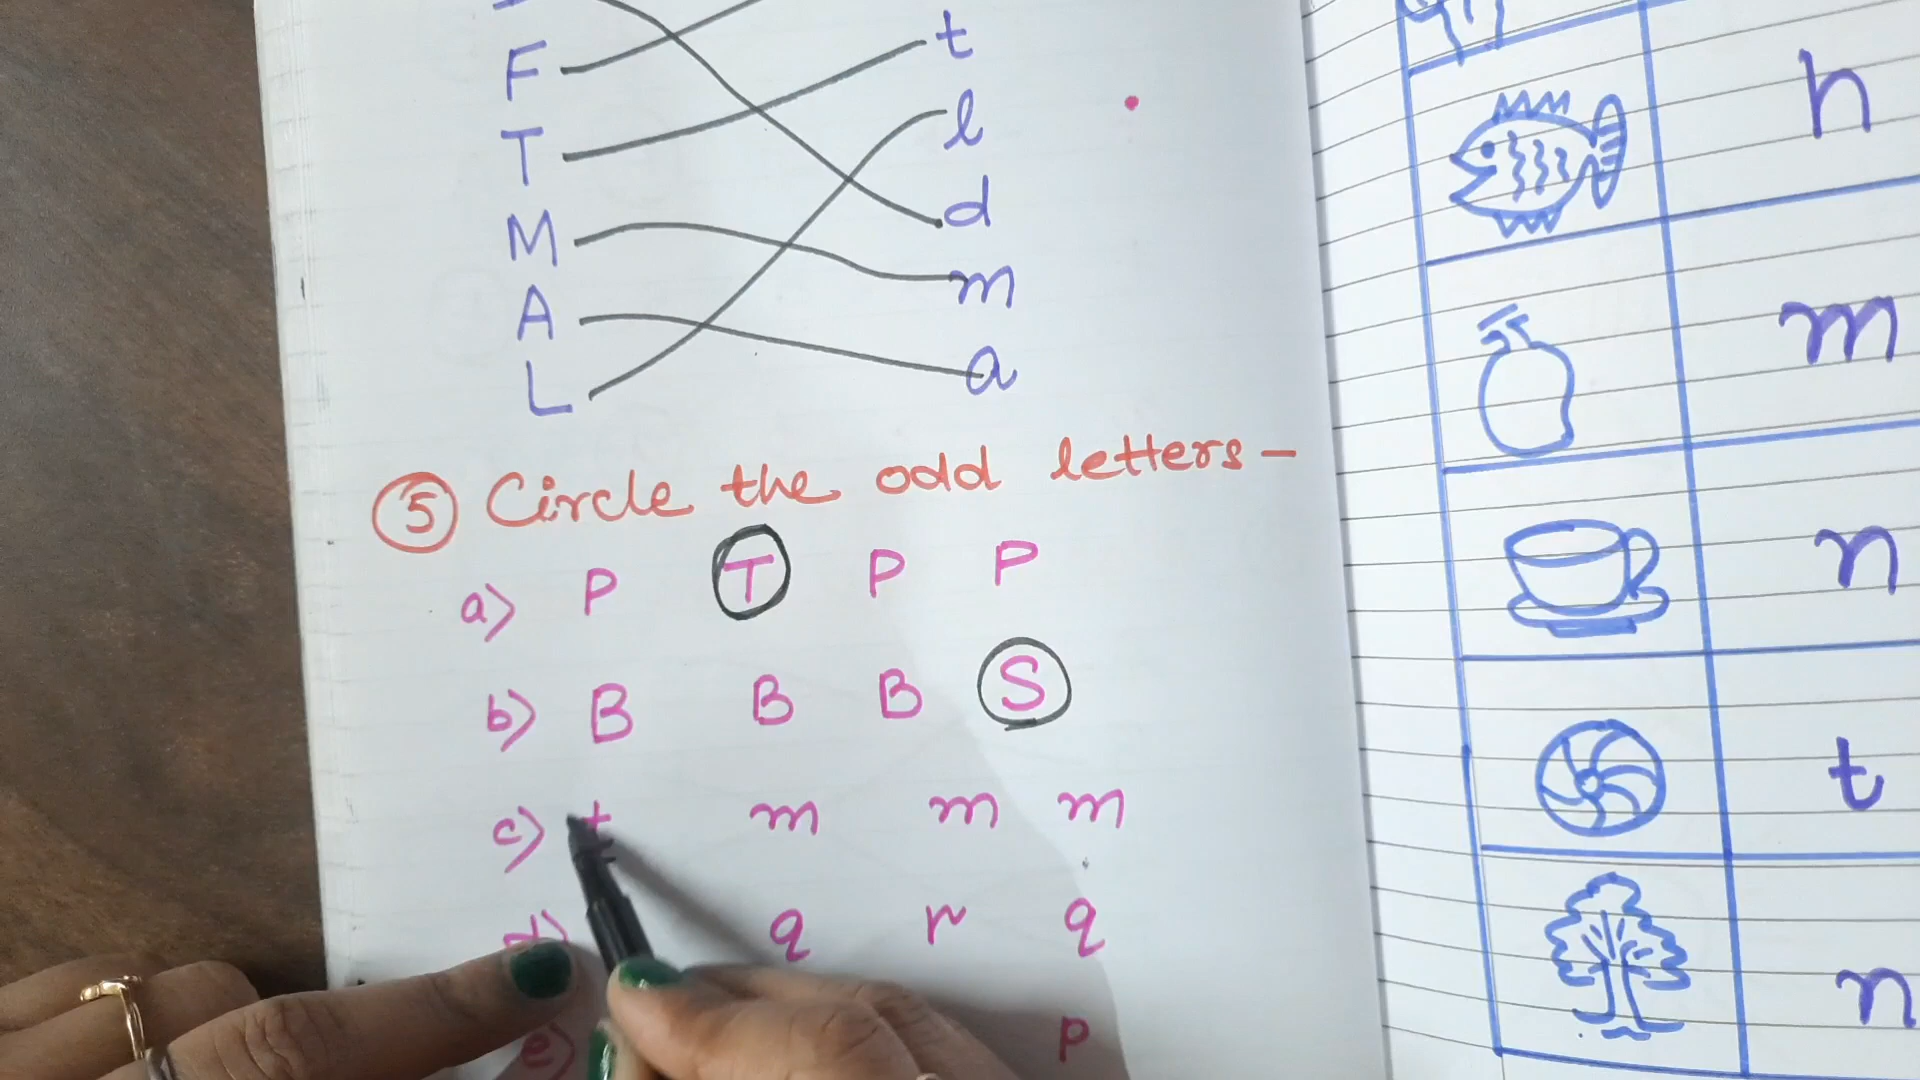 F t
T l
M d
A m
L a
5 Circle the odd letters -
a) P T P P
b) B B B S
c) t m m m
d) q r q
e) P
h
m
n
t
n